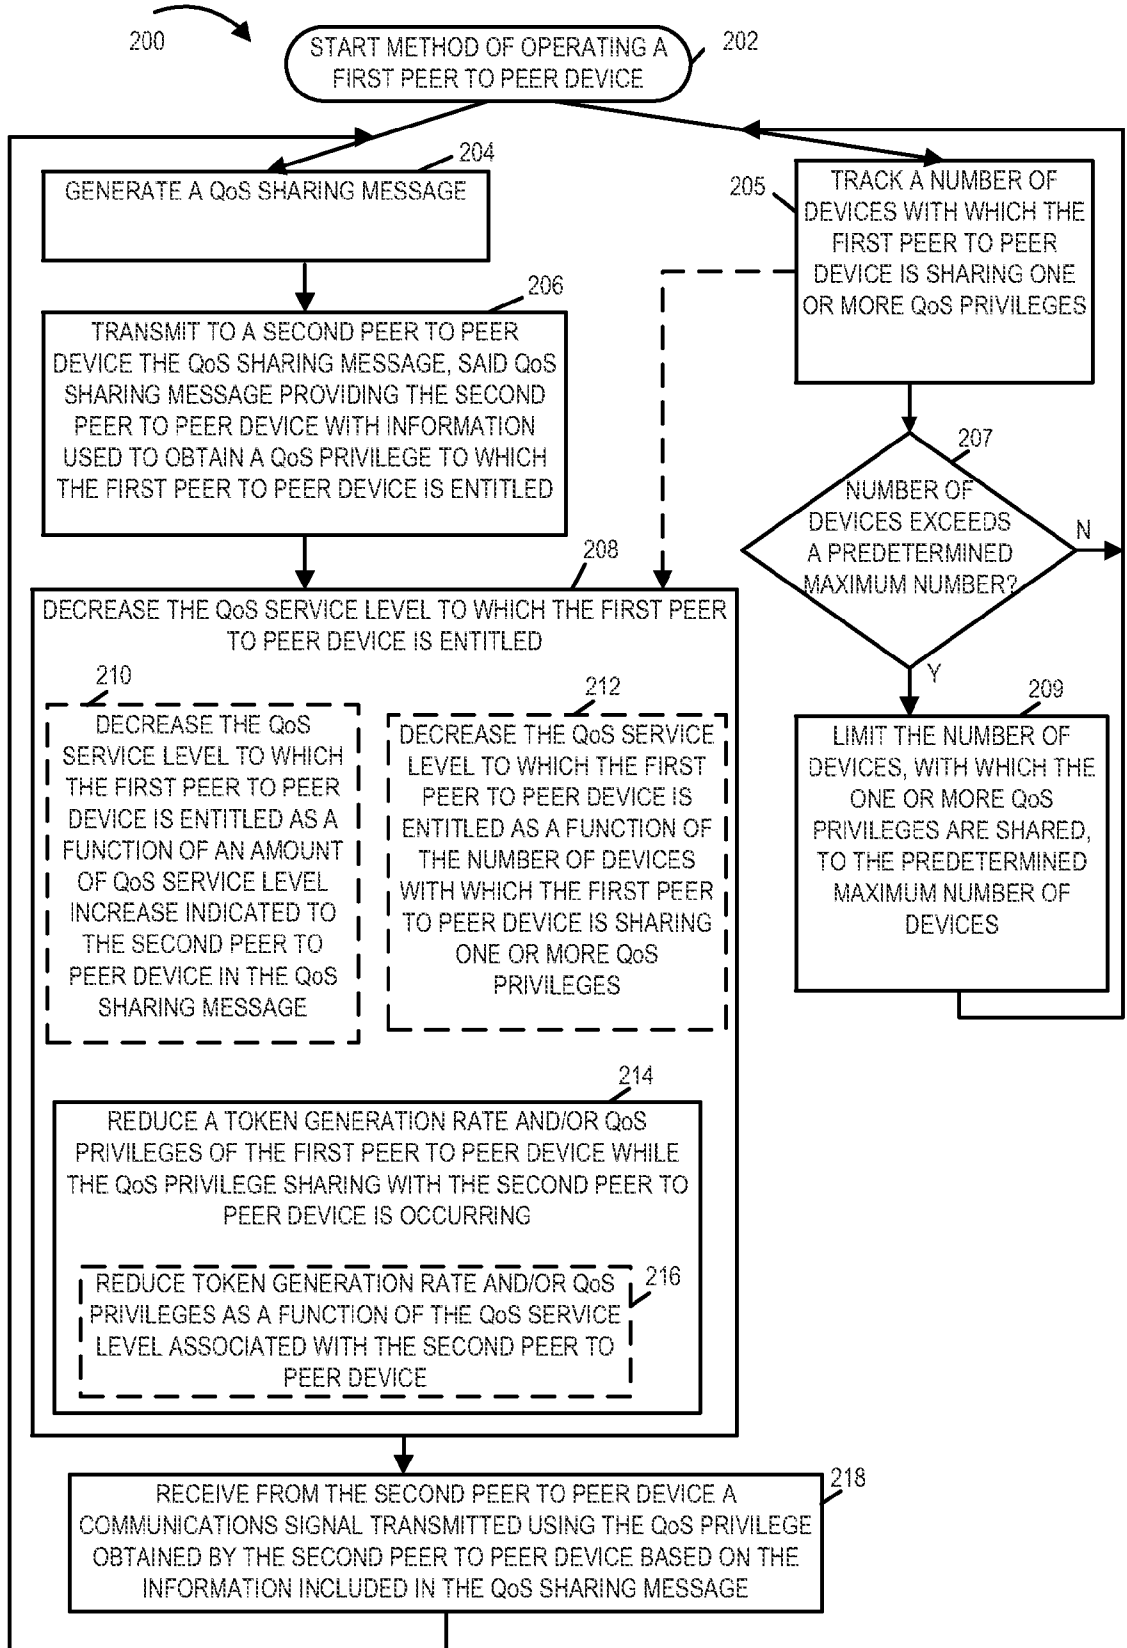 200
START METHOD OF OPERATING A
FIRST PEER TO PEER DEVICE
202
204
GENERATE A QoS SHARING MESSAGE
206
TRANSMIT TO A SECOND PEER TO PEER
DEVICE THE QoS SHARING MESSAGE, SAID QoS
SHARING MESSAGE PROVIDING THE SECOND
PEER TO PEER DEVICE WITH INFORMATION
USED TO OBTAIN A QoS PRIVILEGE TO WHICH
THE FIRST PEER TO PEER DEVICE IS ENTITLED
205
TRACK A NUMBER OF
DEVICES WITH WHICH THE
FIRST PEER TO PEER
DEVICE IS SHARING ONE
OR MORE QoS PRIVILEGES
207
NUMBER OF
DEVICES EXCEEDS
A PREDETERMINED
MAXIMUM NUMBER?
N
Y
209
LIMIT THE NUMBER OF
DEVICES, WITH WHICH THE
ONE OR MORE QoS
PRIVILEGES ARE SHARED,
TO THE PREDETERMINED
MAXIMUM NUMBER OF
DEVICES
208
DECREASE THE QoS SERVICE LEVEL TO WHICH THE FIRST PEER
TO PEER DEVICE IS ENTITLED
210
DECREASE THE QoS
SERVICE LEVEL TO WHICH
THE FIRST PEER TO PEER
DEVICE IS ENTITLED AS A
FUNCTION OF AN AMOUNT
OF QoS SERVICE LEVEL
INCREASE INDICATED TO
THE SECOND PEER TO
PEER DEVICE IN THE QoS
SHARING MESSAGE
212
DECREASE THE QoS SERVICE
LEVEL TO WHICH THE FIRST
PEER TO PEER DEVICE IS
ENTITLED AS A FUNCTION OF
THE NUMBER OF DEVICES
WITH WHICH THE FIRST PEER
TO PEER DEVICE IS SHARING
ONE OR MORE QoS
PRIVILEGES
214
REDUCE A TOKEN GENERATION RATE AND/OR QoS
PRIVILEGES OF THE FIRST PEER TO PEER DEVICE WHILE
THE QoS PRIVILEGE SHARING WITH THE SECOND PEER TO
PEER DEVICE IS OCCURRING
216
REDUCE TOKEN GENERATION RATE AND/OR QoS
PRIVILEGES AS A FUNCTION OF THE QoS SERVICE
LEVEL ASSOCIATED WITH THE SECOND PEER TO
PEER DEVICE
218
RECEIVE FROM THE SECOND PEER TO PEER DEVICE A
COMMUNICATIONS SIGNAL TRANSMITTED USING THE QoS PRIVILEGE
OBTAINED BY THE SECOND PEER TO PEER DEVICE BASED ON THE
INFORMATION INCLUDED IN THE QoS SHARING MESSAGE